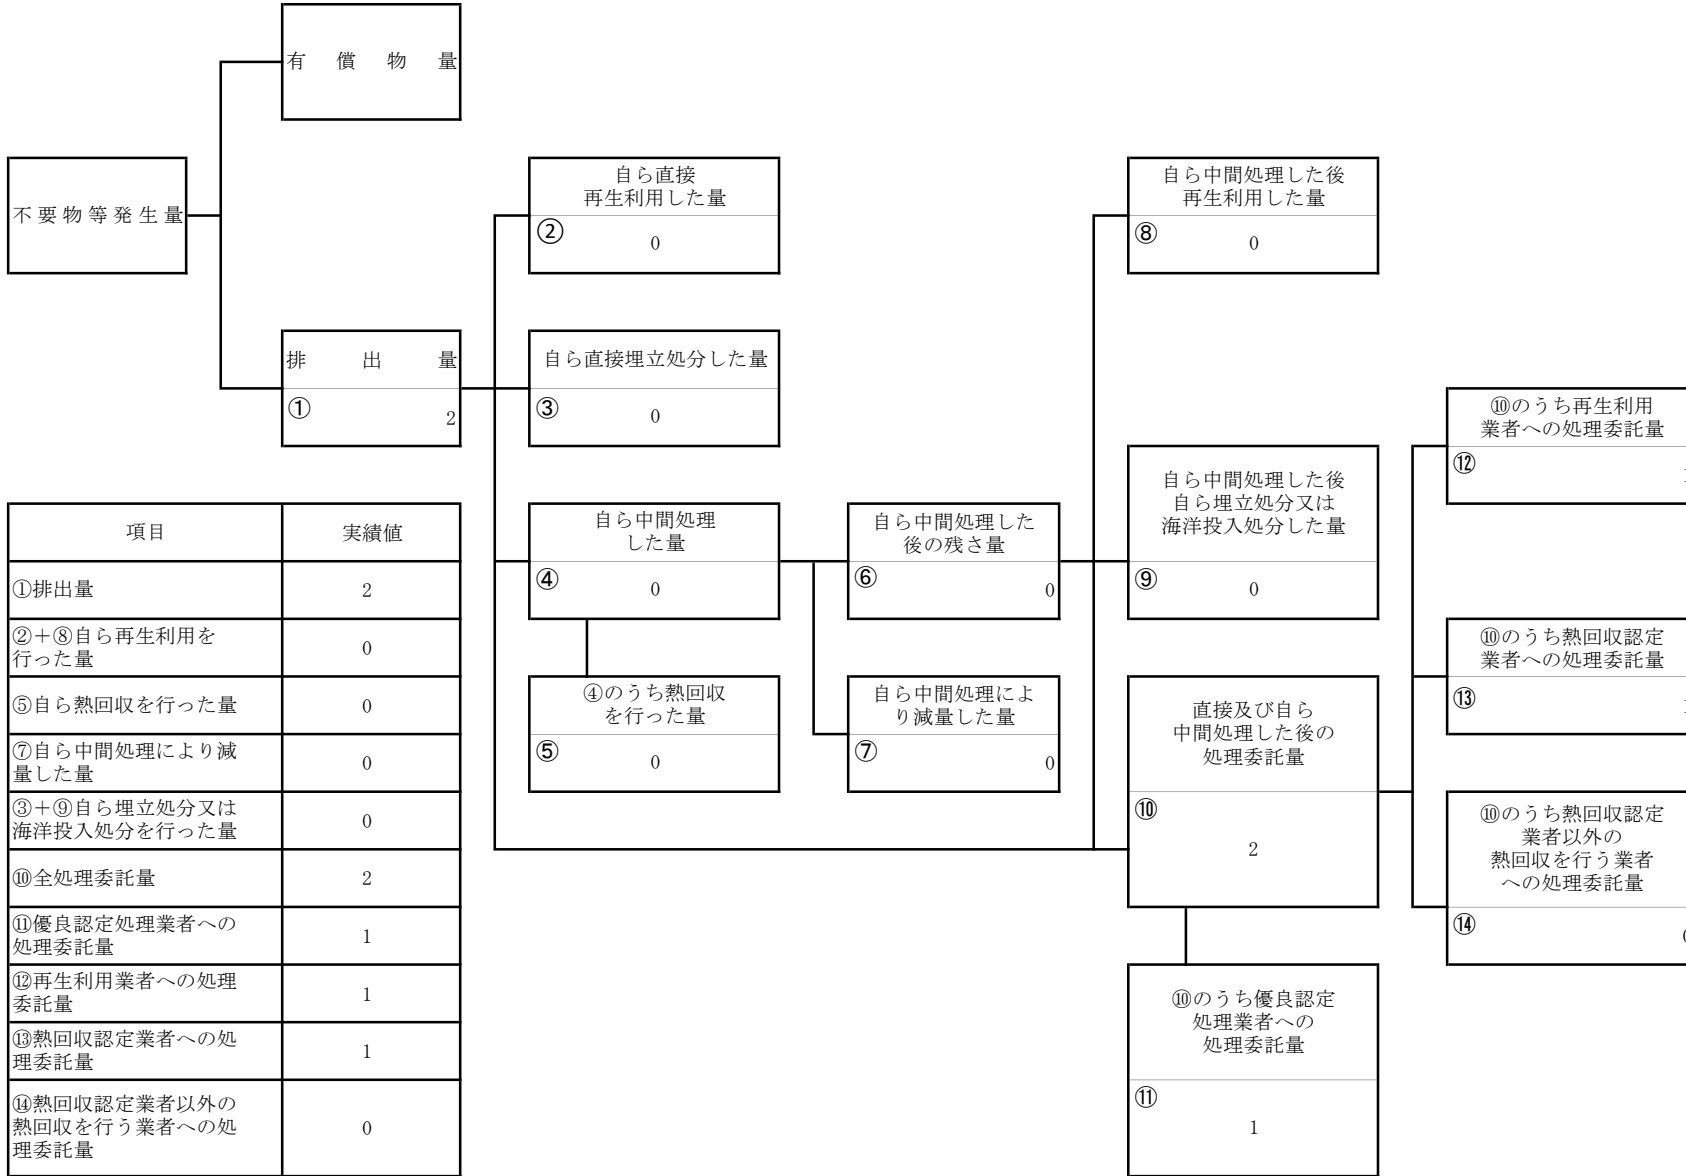 有償物量
不要物等発生量
自ら直接
再生利用した量
②
0
自ら中間処理した後
再生利用した量
⑧
0
排出量
①
2
自ら直接埋立処分した量
③
0
⑩のうち再生利用
業者への処理委託量
⑫
自ら中間処理
した量
④
0
自ら中間処理した
後の残さ量
⑥
0
自ら中間処理した後
自ら埋立処分又は
海洋投入処分した量
⑨
0
④のうち熱回収
を行った量
⑤
0
自ら中間処理によ
り減量した量
⑦
0
直接及び自ら
中間処理した後の
処理委託量
⑩
2
⑩のうち熱回収認定
業者への処理委託量
⑬
⑩のうち熱回収認定
業者以外の
熱回収を行う業者
への処理委託量
⑭
⑩のうち優良認定
処理業者への
処理委託量
⑪
1
項目 実績値
①排出量 2
②＋⑧自ら再生利用を
行った量 0
⑤自ら熱回収を行った量 0
⑦自ら中間処理により減
量した量 0
③＋⑨自ら埋立処分又は
海洋投入処分を行った量 0
⑩全処理委託量 2
⑪優良認定処理業者への
処理委託量 1
⑫再生利用業者への処理
委託量 1
⑬熱回収認定業者への処
理委託量 1
⑭熱回収認定業者以外の
熱回収を行う業者への処
理委託量 0